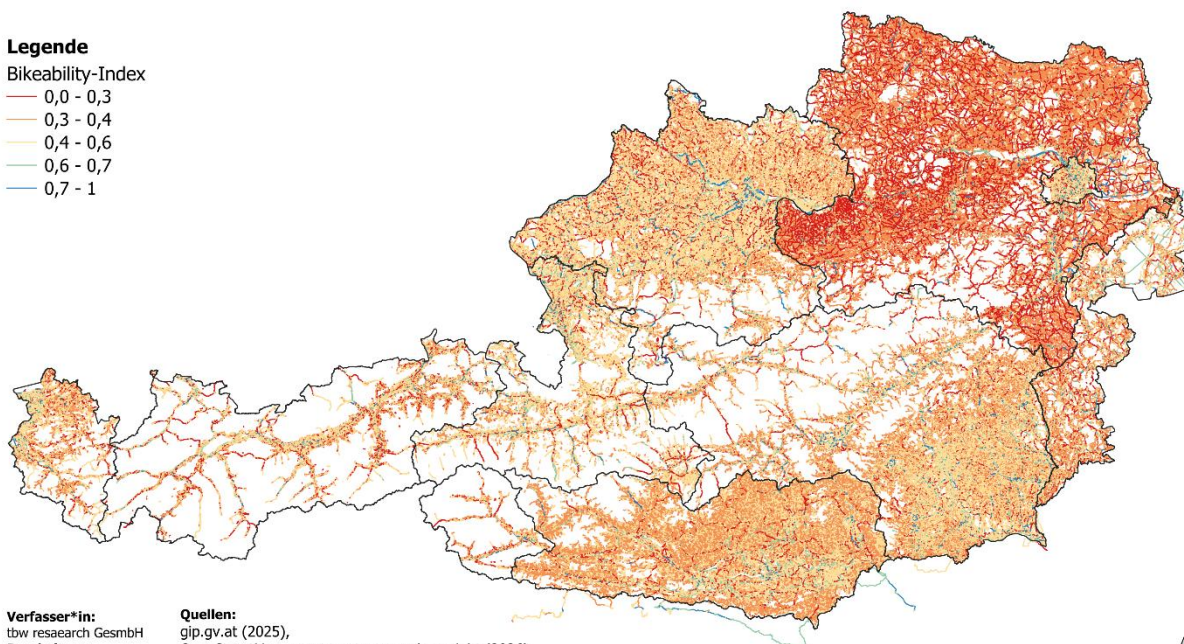 Legende
Bikeability-Index
0,0 - 0,3
0,3 - 0,4
0,4 - 0,6
0,6 - 0,7
0,7 - 1
Verfasser*in:
tbw resaearch GesmbH
Quellen:
gip.gv.at (2025),